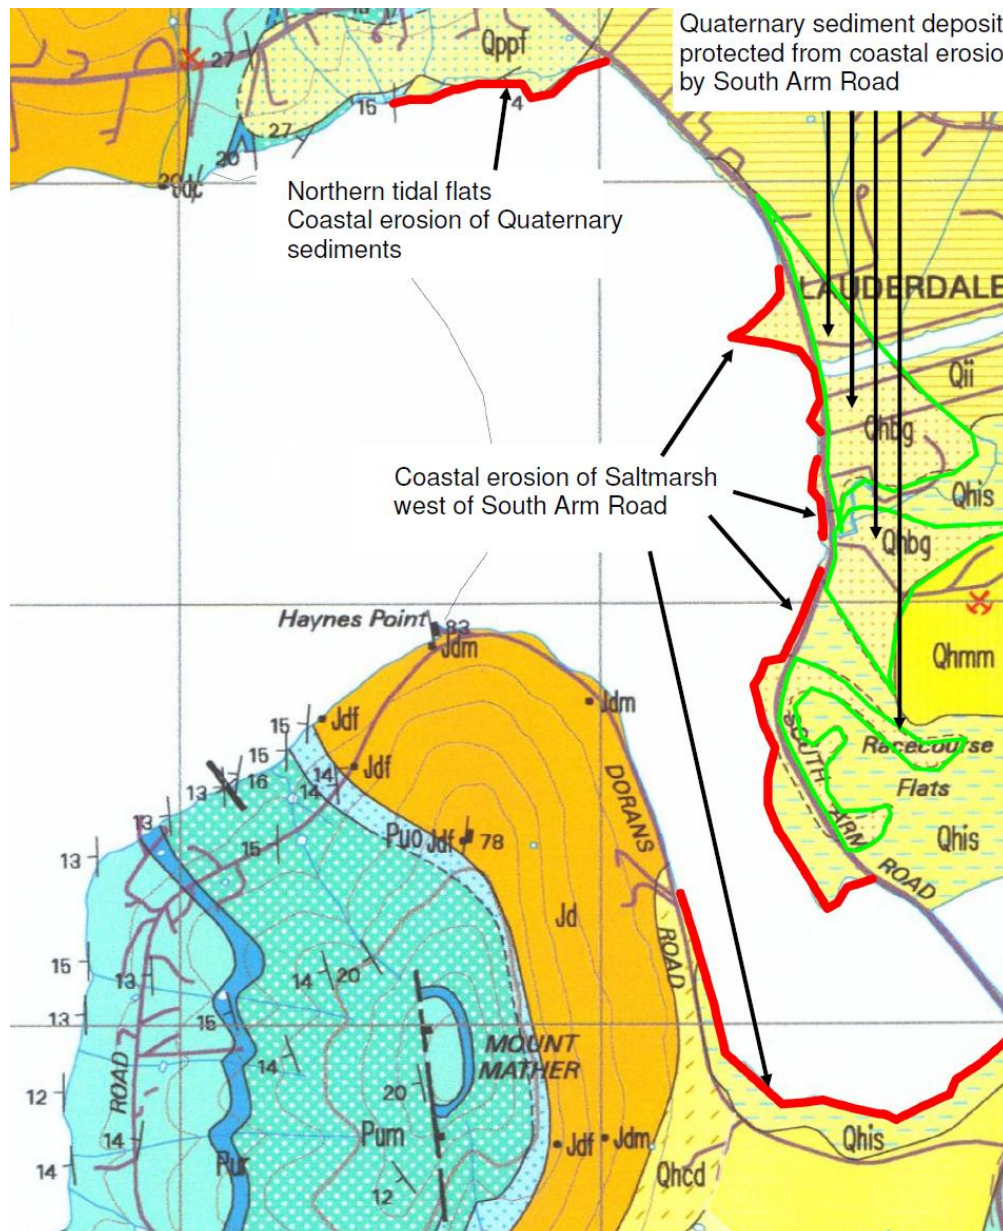 Quaternary sediment deposit
protected from coastal erosio
by South Arm Road
Qppf
27
15
4
27
20
Northern tidal flats
Coastal erosion of Quaternary
sediments
LAUDERDALE
Qii
Qhbg
Qhis
Coastal erosion of Saltmarsh
west of South Arm Road
Qhbg
Haynes Point
83
Jdm
Qhmm
Jdm
15
Jdf
15
Racecourse
Flats
SOUTH ARM ROAD
16
13
14
Jdf
14
DORANS ROAD
13
15
Puo
Jdf
78
Qhis
13
Jd
15
13
14
20
13
15
MOUNT
MATHER
14
20
12
ROAD
14
Pum
Jdf
Jdm
Qhis
14
Pur
12
Qhcd